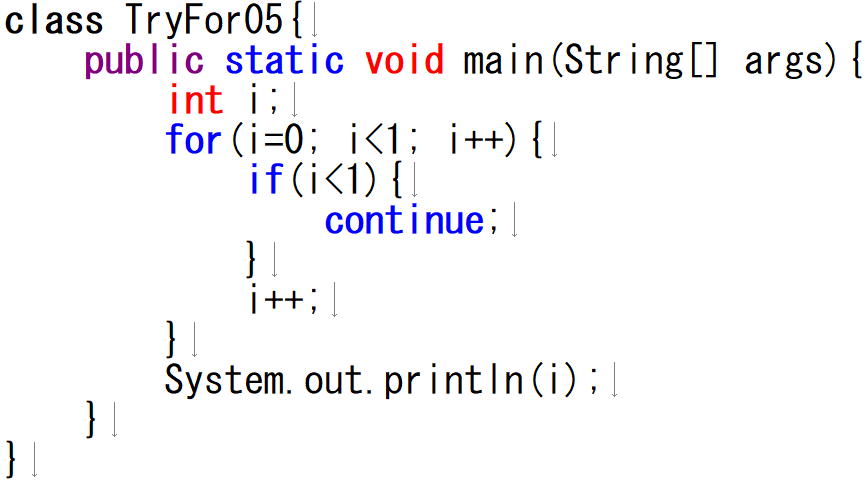 class TryFor05{↓
    public static void main(String[] args){
        int i;↓
        for(i=0; i<1; i++){↓
            if(i<1){↓
                continue;↓
            }↓
            i++;↓
        }↓
        System.out.println(i);↓
    }↓
}↓